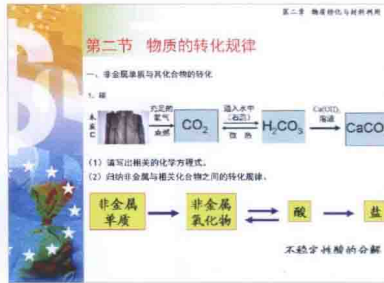 第二章 物质转化与材料利用
第二节 物质的转化规律
一、非金属单质与其化合物的转化
1、碳
木炭C
充足的氧气
点燃
CO₂
通入水中
(石蕊)
微热
H₂CO₃
Ca(OH)₂
溶液
CaCO
(1) 请写出相关的化学方程式。
(2) 归纳非金属与相关化合物之间的转化规律。
非金属
单质
非金属
氧化物
酸
盐
不稳定性酸的分解